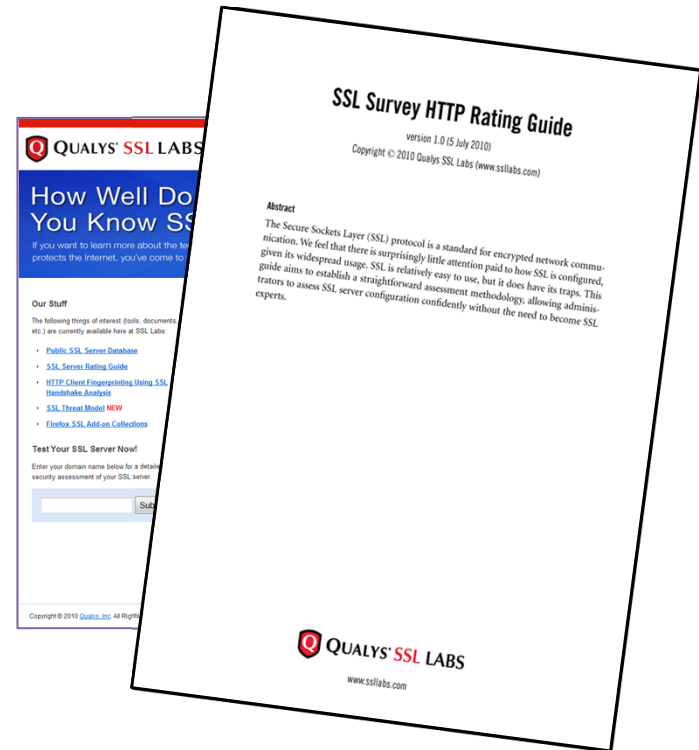 QUALYS' SSL LABS
How Well Do
You Know
If you want to learn more about the
protects the Internet, you've come to
Our Stuff
The following things of interest (tools, documents,
etc.) are currently available here at SSL Labs:
Public SSL Server Database
SSL Server Rating Guide
HTTP Client Fingerprinting Using SSL
Handshake Analysis
SSL Threat Model NEW
Firefox SSL Add-on Collections
Test Your SSL Server Now!
Enter your domain name below for a
security assessment of your SSL server.
Copyright © 2010 Qualys, Inc. All
SSL Survey HTTP Rating Guide
version 1.0 (5 July 2010)
Copyright © 2010 Qualys SSL Labs (www.ssllabs.com)
Abstract
The Secure Sockets Layer (SSL) protocol is a standard for encrypted network commu-
nication. We feel that there is surprisingly little attention paid to how SSL is configured,
given its widespread usage. SSL is relatively easy to use, but it does have its traps. This
guide aims to establish a straightforward assessment methodology, allowing adminis-
trators to assess SSL server configuration confidently without the need to become SSL
experts.
QUALYS' SSL LABS
www.ssllabs.com